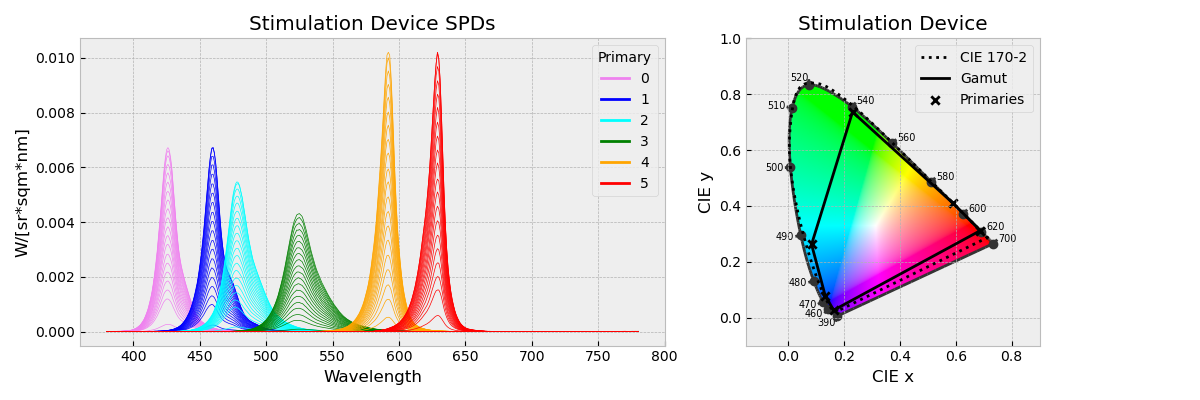 Stimulation Device SPDs
W/[sr*sqm*nm]
0.010
0.008
0.006
0.004
0.002
0.000
400 450 500 550 600 650 700 750 800
Wavelength
Primary
0
1
2
3
4
5
Stimulation Device
CIE y
1.0
0.8
0.6
0.4
0.2
0.0
0.0 0.2 0.4 0.6 0.8
CIE x
CIE 170-2
Gamut
Primaries
520
510
540
560
500
580
600
620
490
700
480
470
460
390